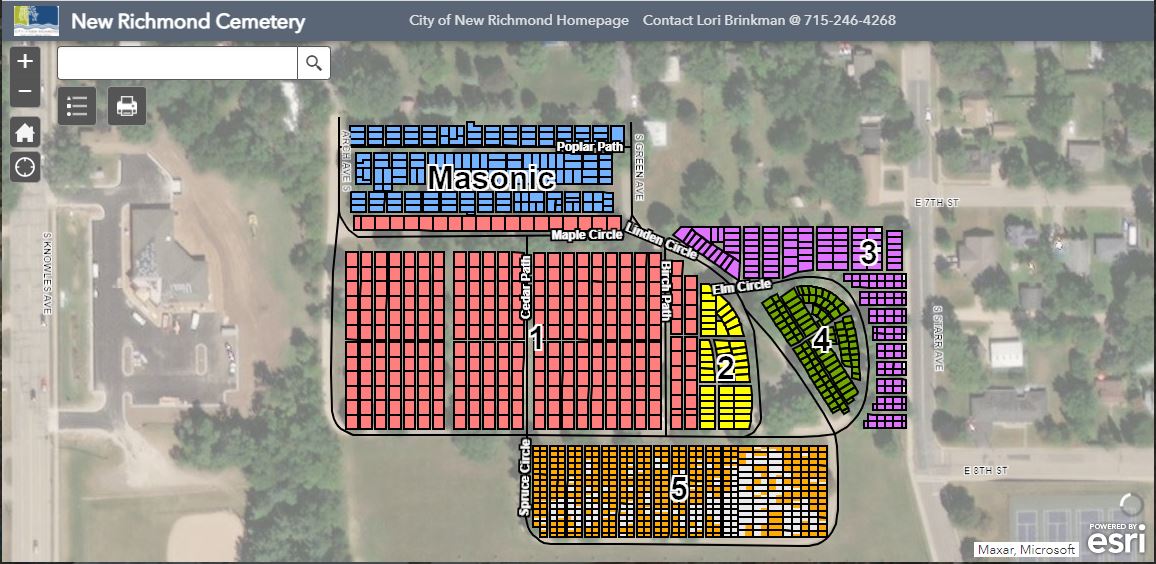 New Richmond Cemetery
City of New Richmond Homepage Contact Lori Brinkman @ 715-246-4268
+
−
ARCH AVE S
Poplar Path
S GREEN AVE
Masonic
E 7TH ST
S KNOWLES AVE
Maple Circle
Linden Circle
3
Cedar Path
Birch Path
Elm Circle
1
2
4
S STARR AVE
Spruce Circle
5
E 8TH ST
POWERED BY
esri
Maxar, Microsoft